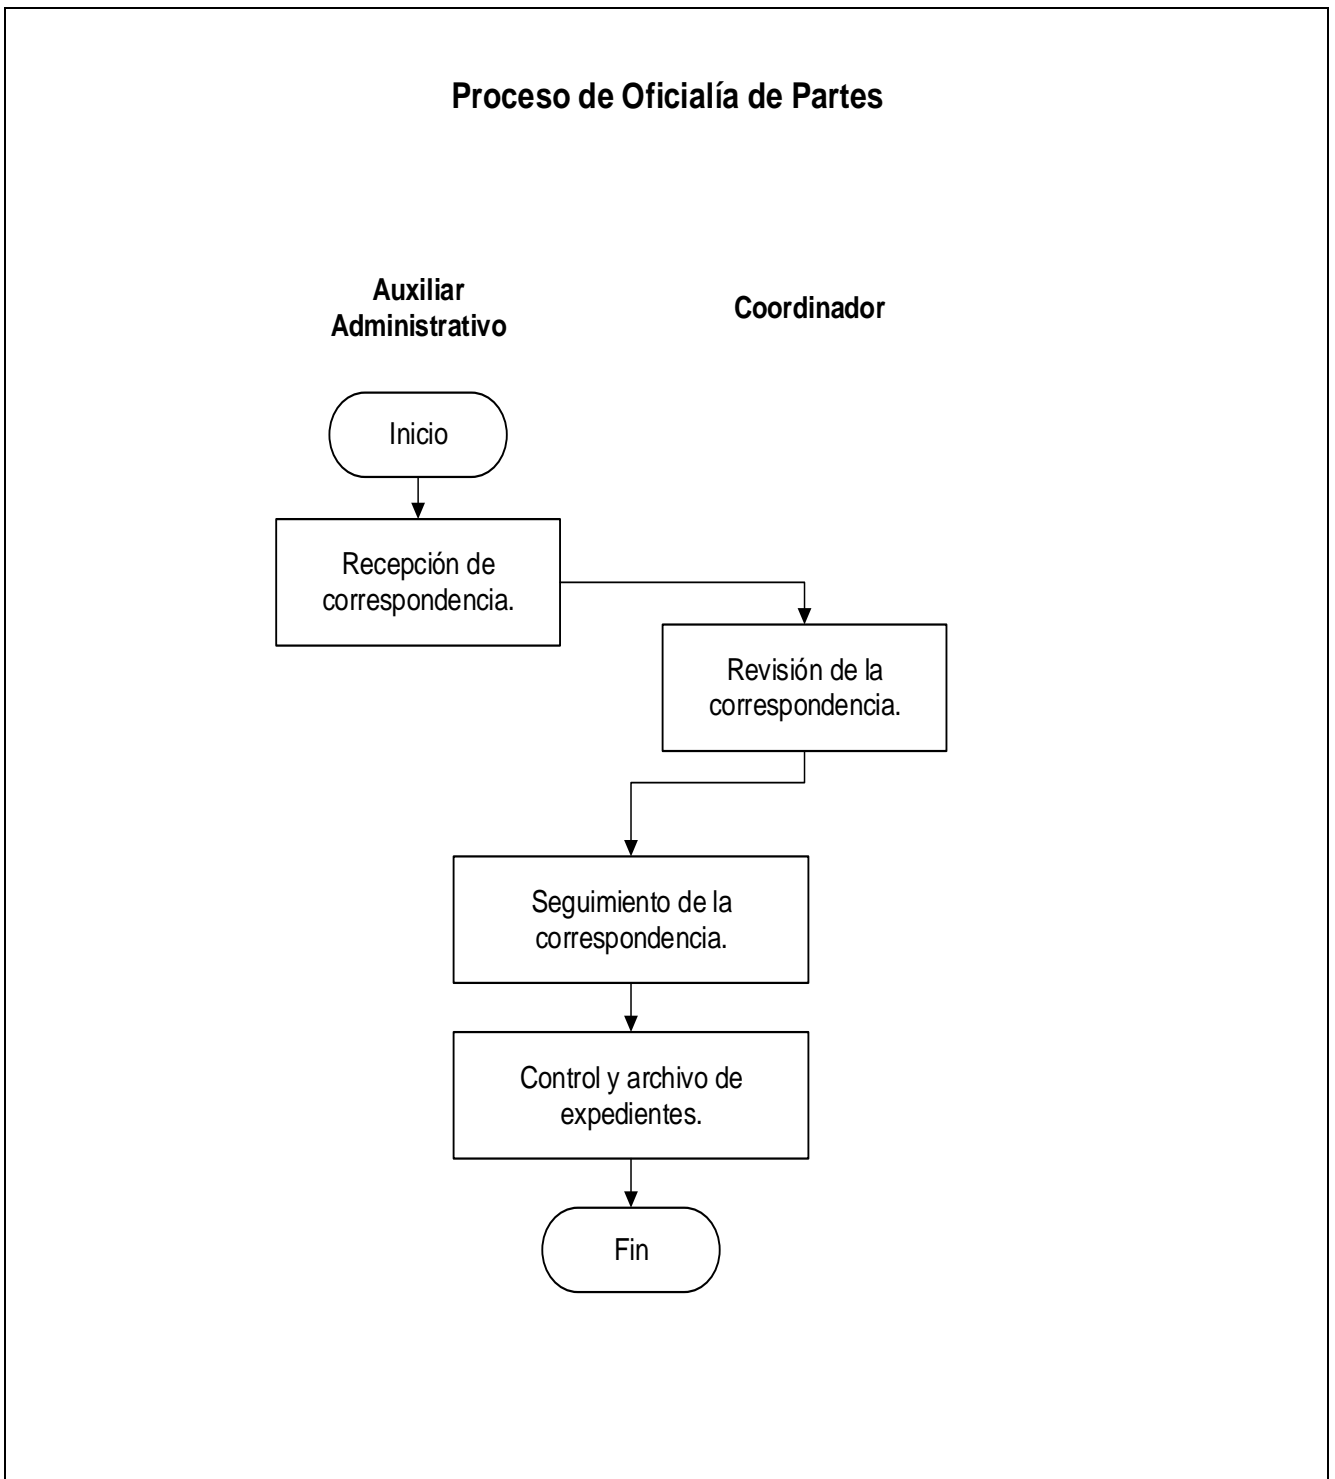 Proceso de Oficialía de Partes
Auxiliar
Administrativo
Coordinador
Inicio
Recepción de
correspondencia.
Revisión de la
correspondencia.
Seguimiento de la
correspondencia.
Control y archivo de
expedientes.
Fin